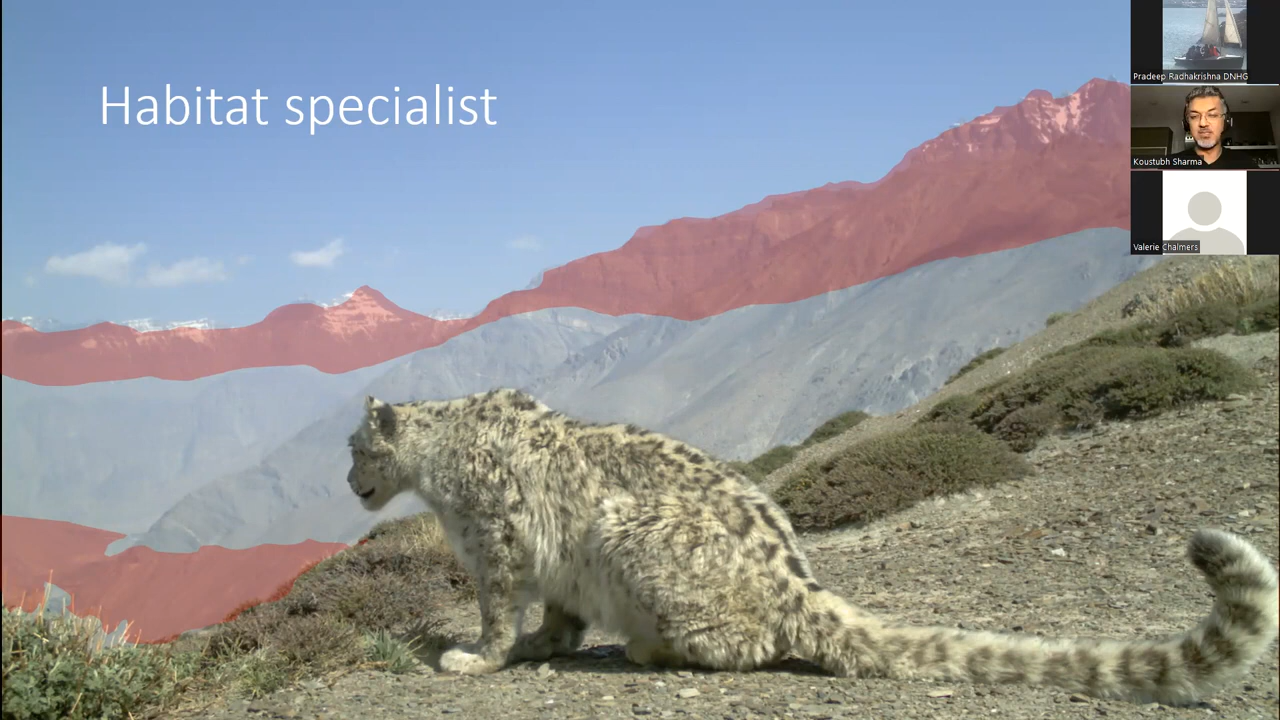 Habitat specialist
Pradeep Radhakrishna DNHG
Koustubh Sharma
Valerie Chalmers